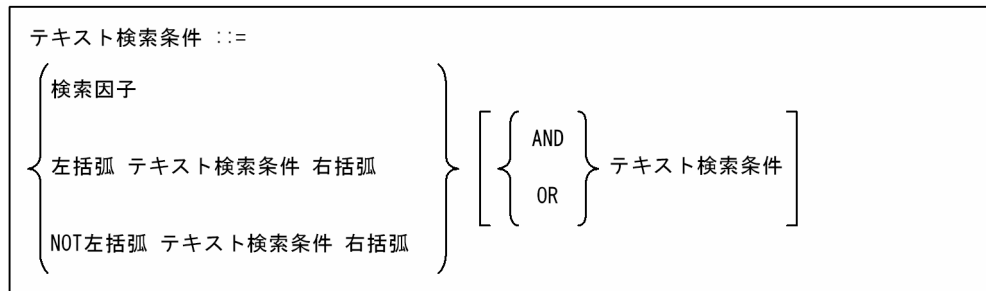 テキスト検索条件 ::=
検索因子
左括弧 テキスト検索条件 右括弧
NOT左括弧 テキスト検索条件 右括弧
AND
OR
テキスト検索条件